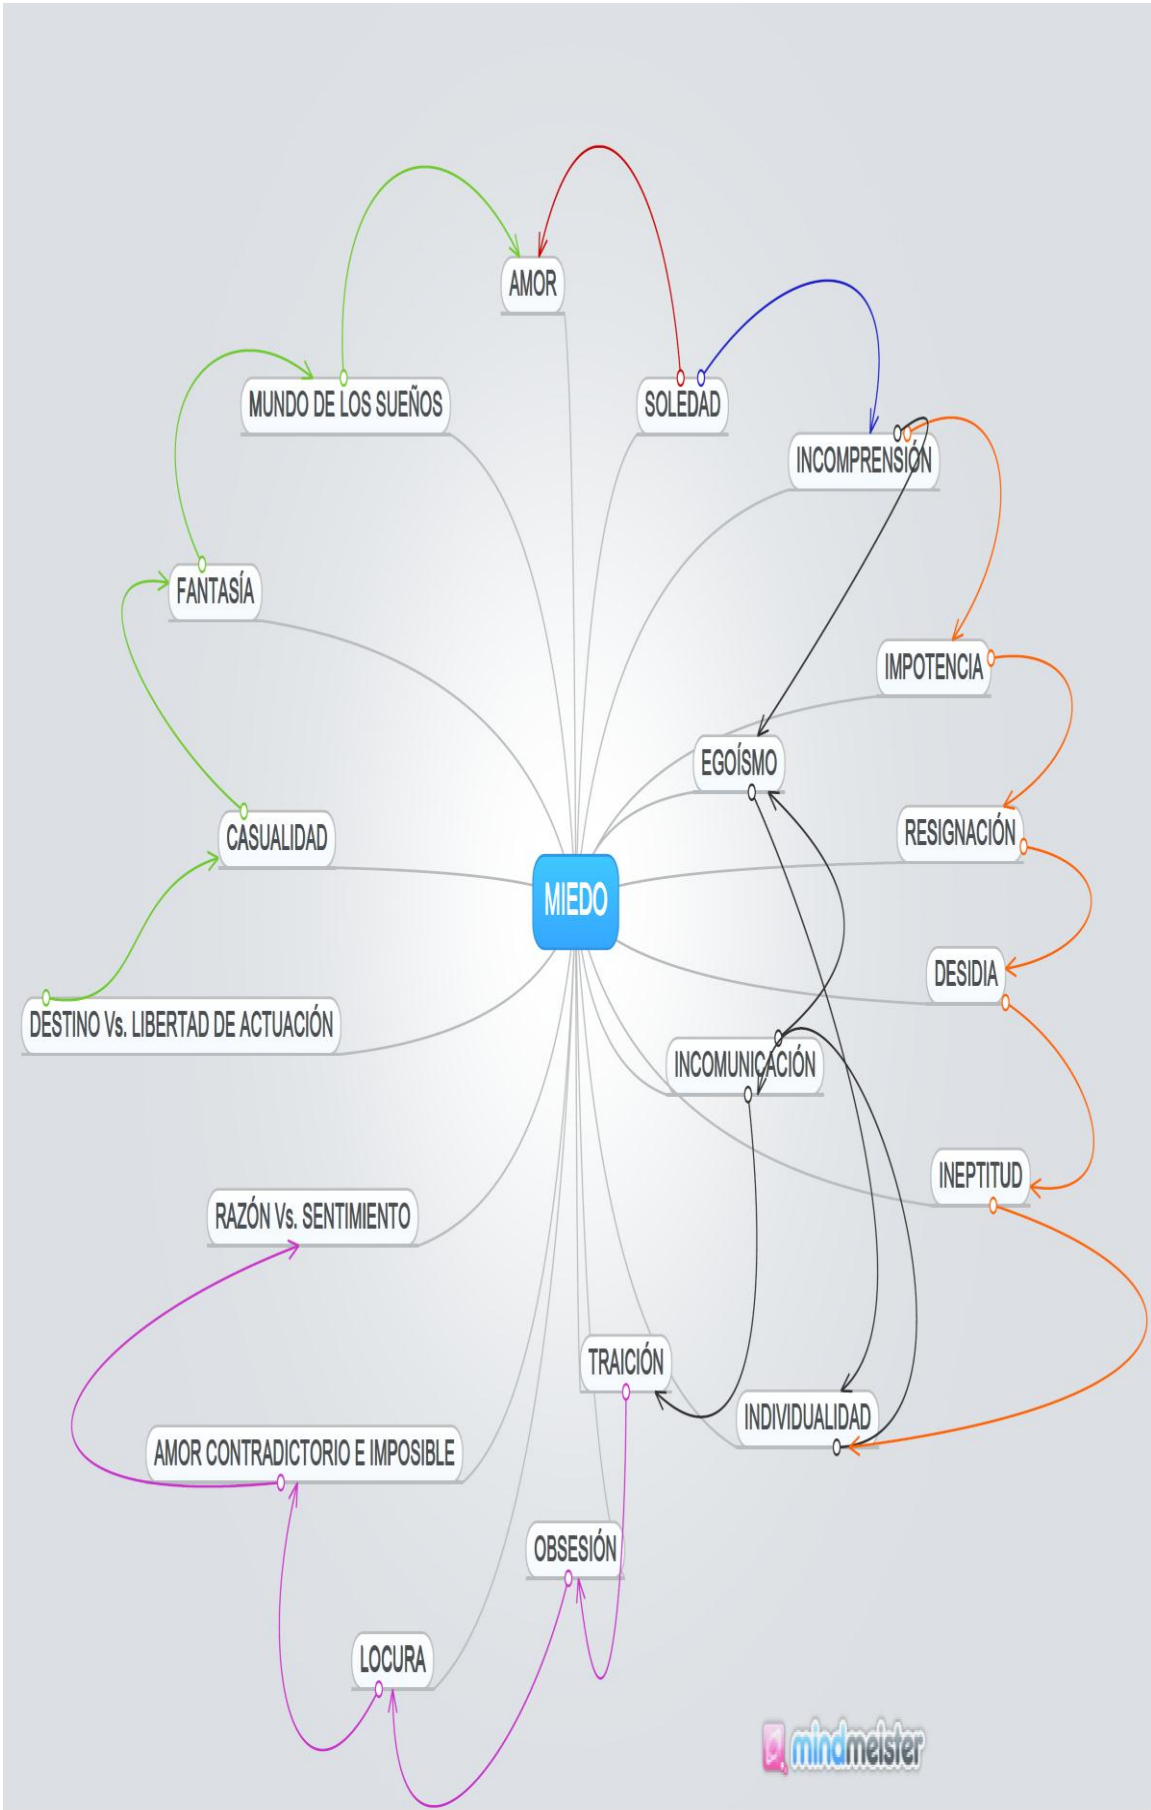 AMOR
MUNDO DE LOS SUEÑOS
SOLEDAD
INCOMPRENSIÓN
FANTASÍA
IMPOTENCIA
EGOÍSMO
RESIGNACIÓN
CASUALIDAD
MIEDO
DESIDIA
DESTINO Vs. LIBERTAD DE ACTUACIÓN
INCOMUNICACIÓN
INEPTITUD
RAZÓN Vs. SENTIMIENTO
TRAICIÓN
INDIVIDUALIDAD
AMOR CONTRADICTORIO E IMPOSIBLE
OBSESIÓN
LOCURA
mindmeister